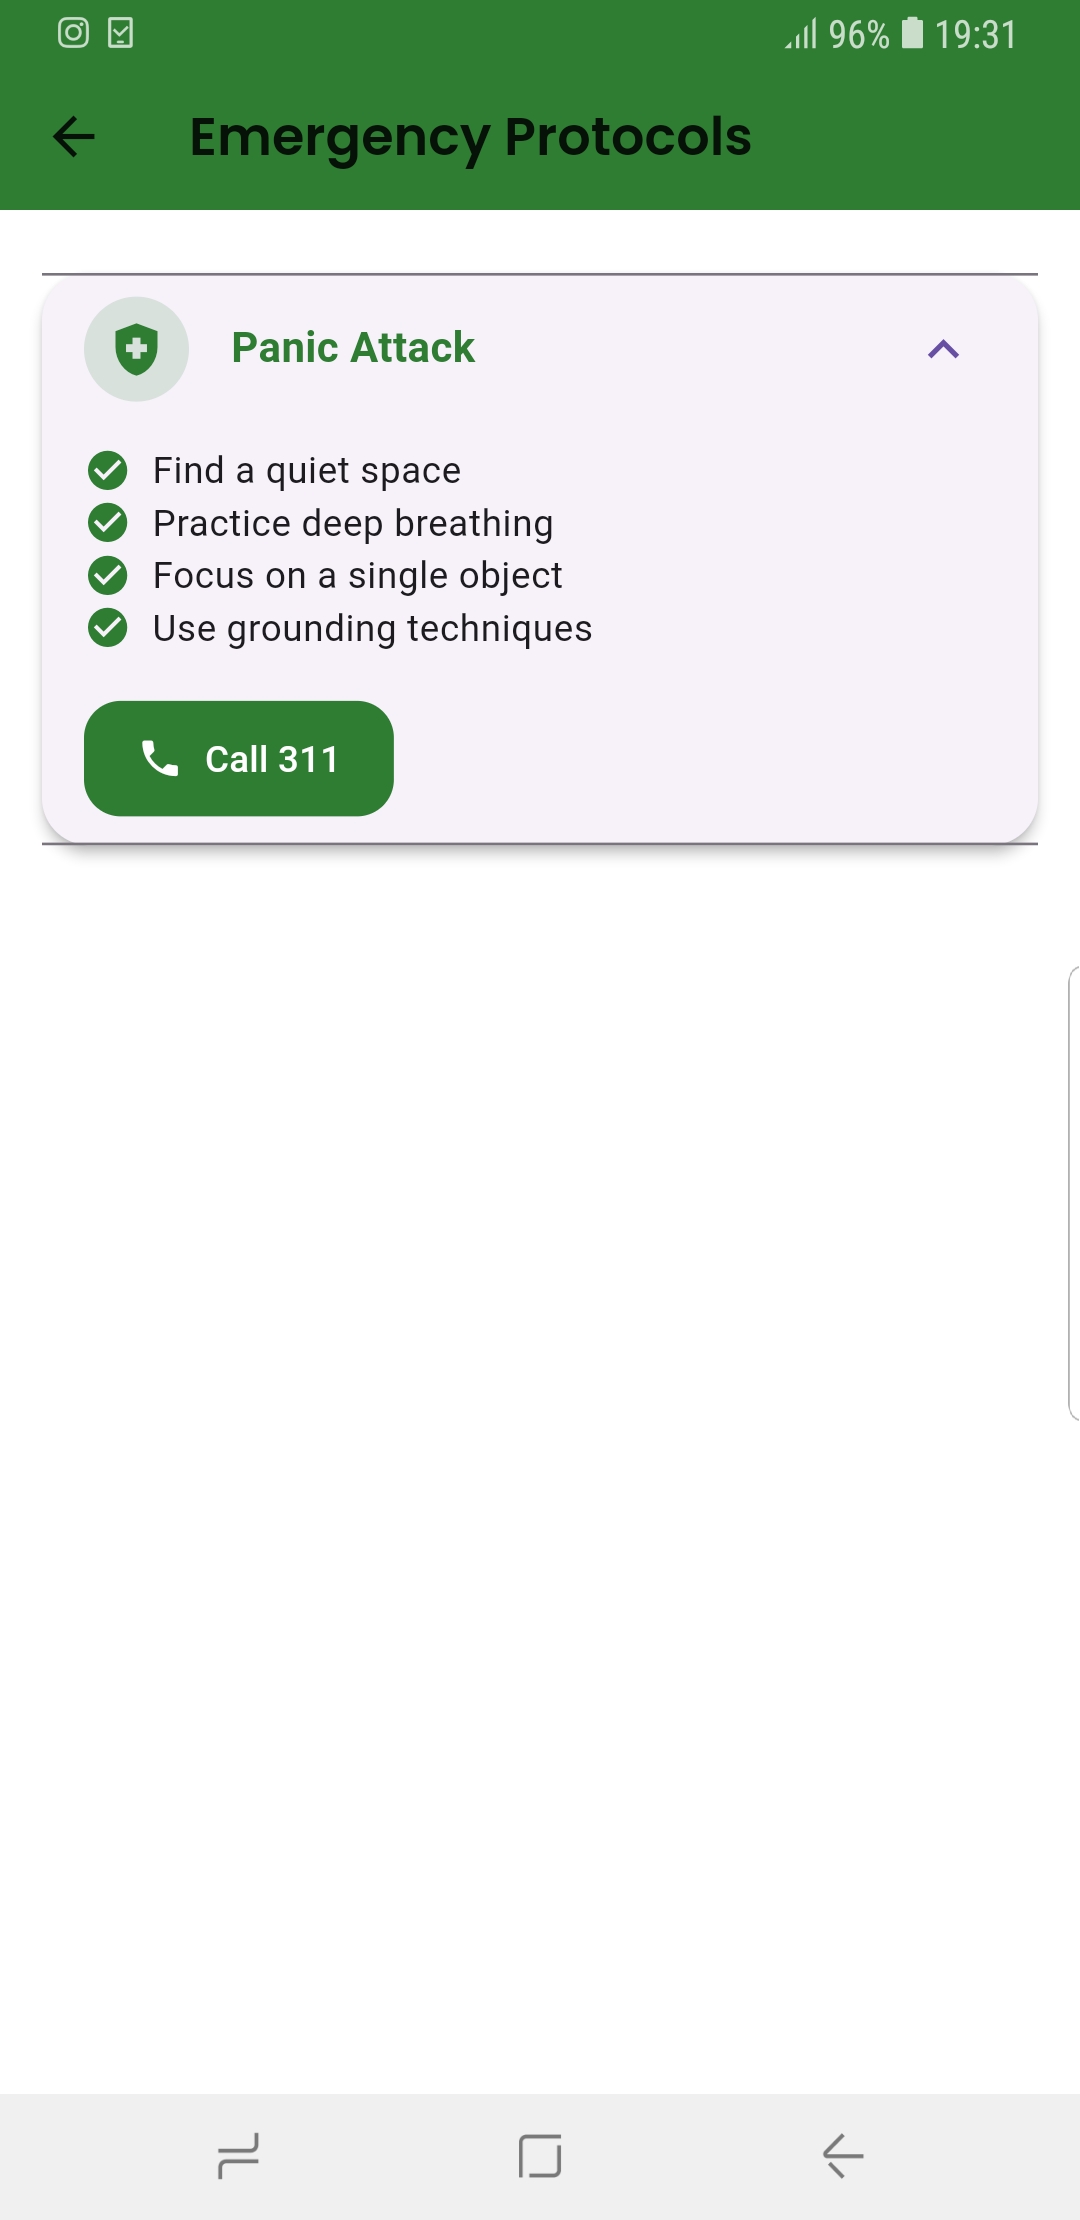 96% 19:31
Emergency Protocols
Panic Attack
Find a quiet space
Practice deep breathing
Focus on a single object
Use grounding techniques
Call 311